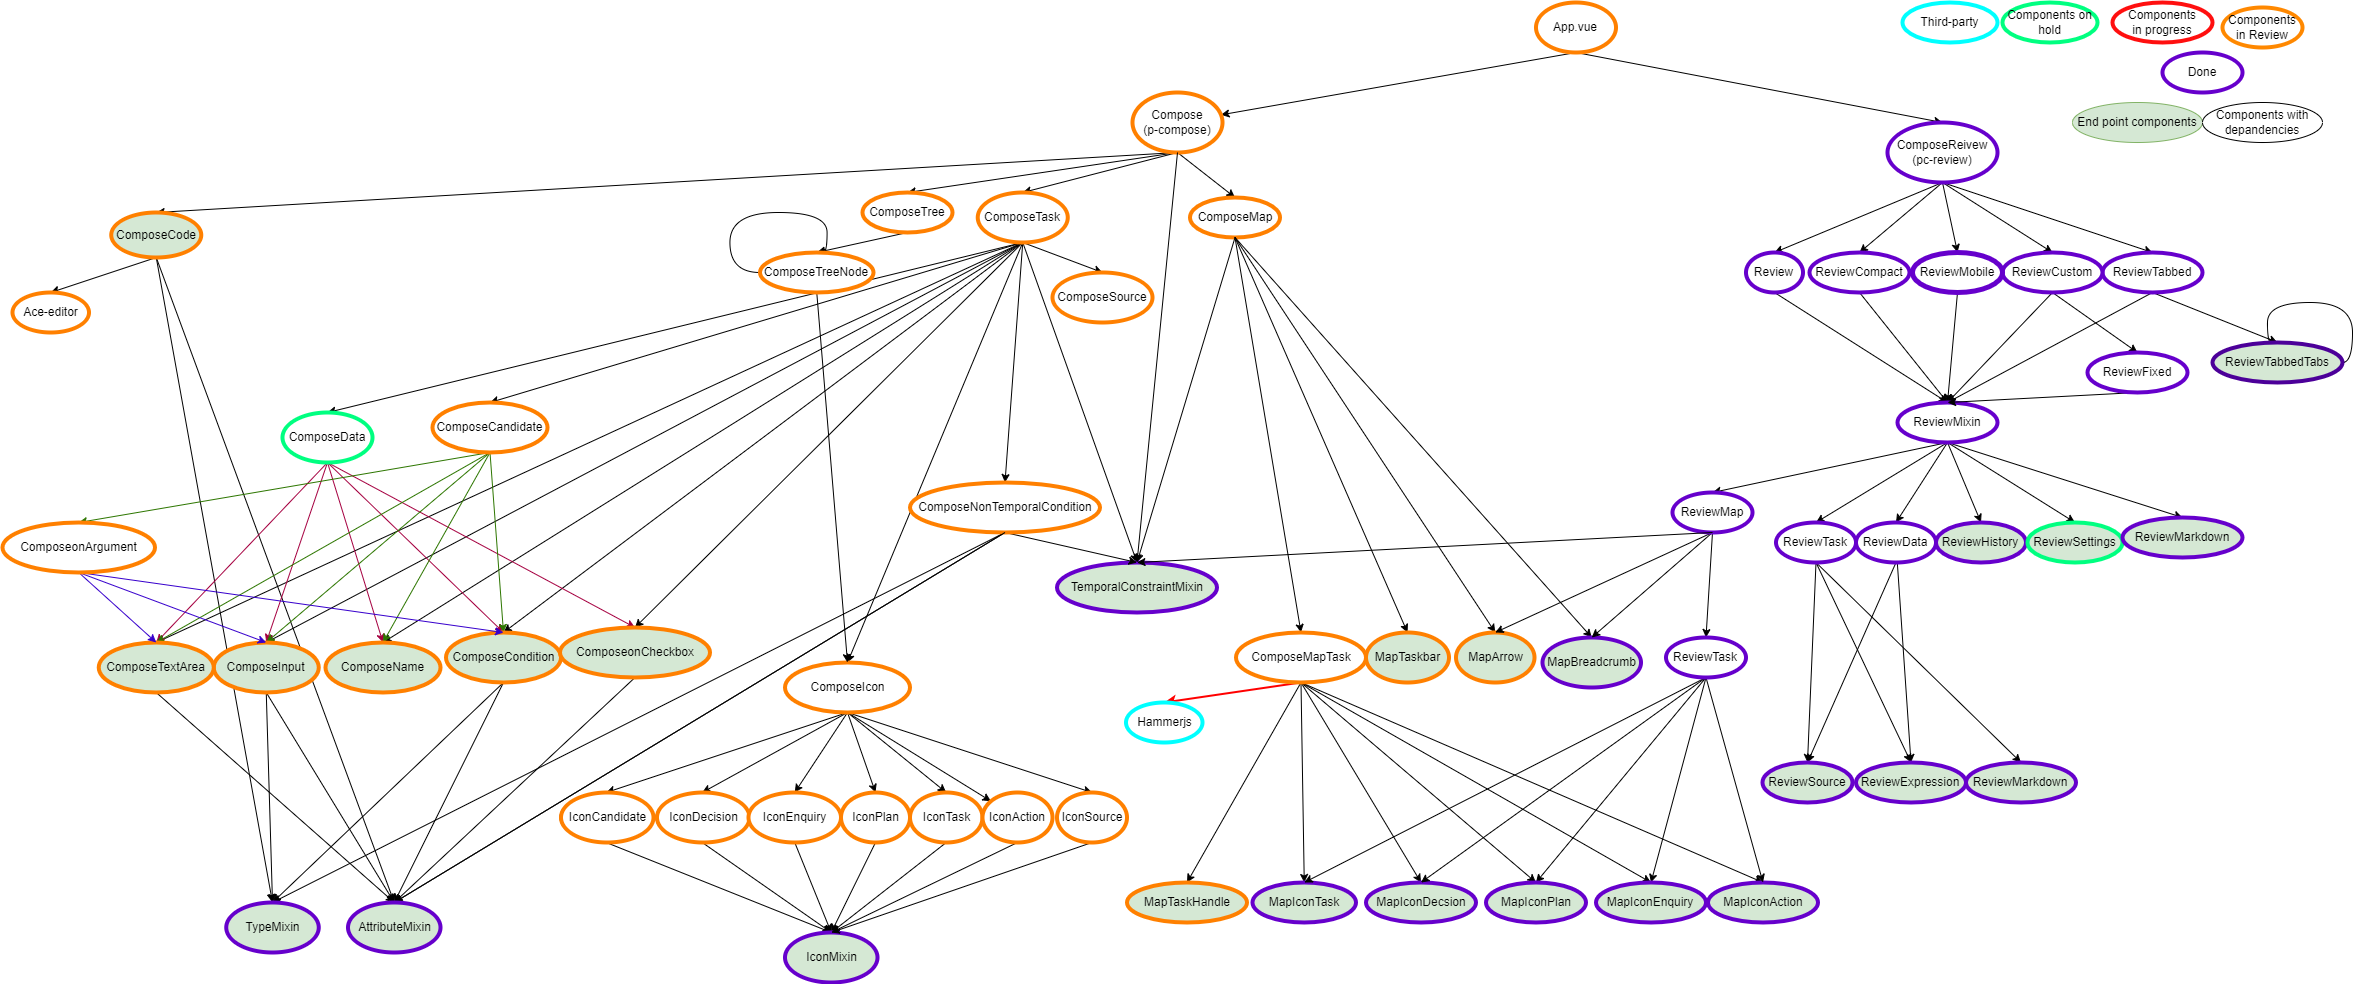 App.vue
Third-party
Components on
hold
Components
in progress
Components
in Review
Done
End point components
Components with
depandencies
Compose
(p-compose)
ComposeReivew
(pc-review)
ComposeCode
ComposeTree
ComposeTask
ComposeMap
ComposeTreeNode
ComposeSource
Ace-editor
Review
ReviewCompact
ReviewMobile
ReviewCustom
ReviewTabbed
ReviewFixed
ReviewTabbedTabs
ComposeData
ComposeCandidate
ReviewMixin
ComposeNonTemporalCondition
ReviewMap
ComposeonArgument
ReviewTask
ReviewData
ReviewHistory
ReviewSettings
ReviewMarkdown
TemporalConstraintMixin
ComposeTextArea
ComposeInput
ComposeName
ComposeCondition
ComposeonCheckbox
ComposeIcon
ComposeMapTask
MapTaskbar
MapArrow
MapBreadcrumb
ReviewTask
Hammerjs
ReviewSource
ReviewExpression
ReviewMarkdown
IconCandidate
IconDecision
IconEnquiry
IconPlan
IconTask
IconAction
IconSource
MapTaskHandle
MapIconTask
MapIconDecsion
MapIconPlan
MapIconEnquiry
MapIconAction
TypeMixin
AttributeMixin
IconMixin